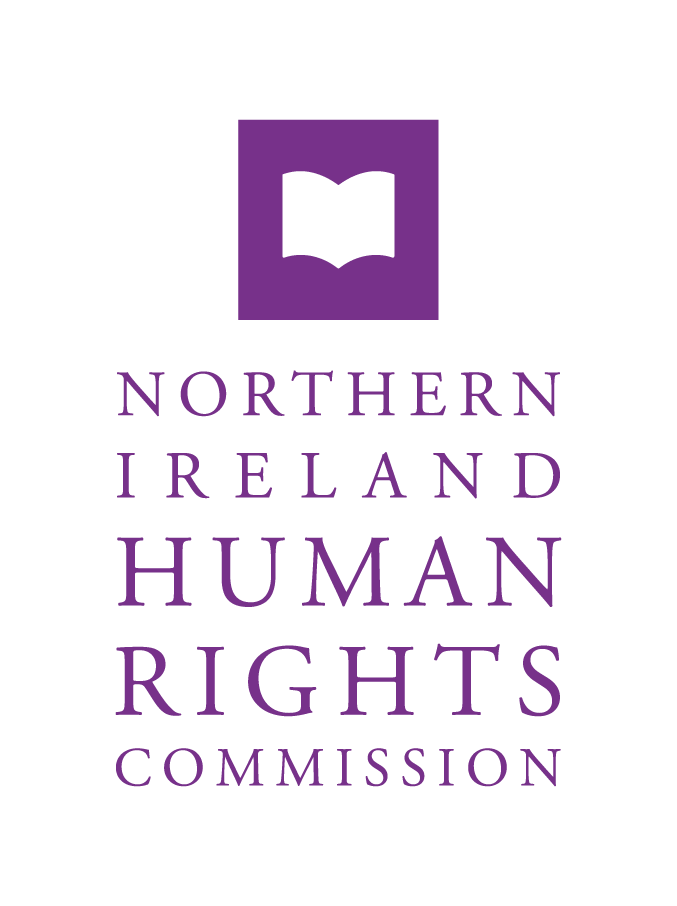 NORTHERN
IRELAND
HUMAN
RIGHTS
COMMISSION